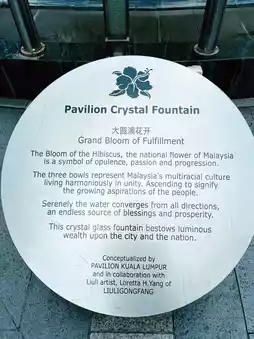 Pavilion Crystal Fountain
大圆满花开
Grand Bloom of Fulfillment
The Bloom of the Hibiscus, the national flower of Malaysia
is a symbol of opulence, passion and progression.
The three bowls represent Malaysia's multiracial culture
living harmoniously in unity. Ascending to signify
the growing aspirations of the people.
Serenely the water converges from all directions,
an endless source of blessings and prosperity.
This crystal glass fountain bestows luminous
wealth upon the city and the nation.
Conceptualized by
PAVILION KUALA LUMPUR
and in collaboration with
Liuli artist, Loretta H.Yang of
LIULIGONGFANG